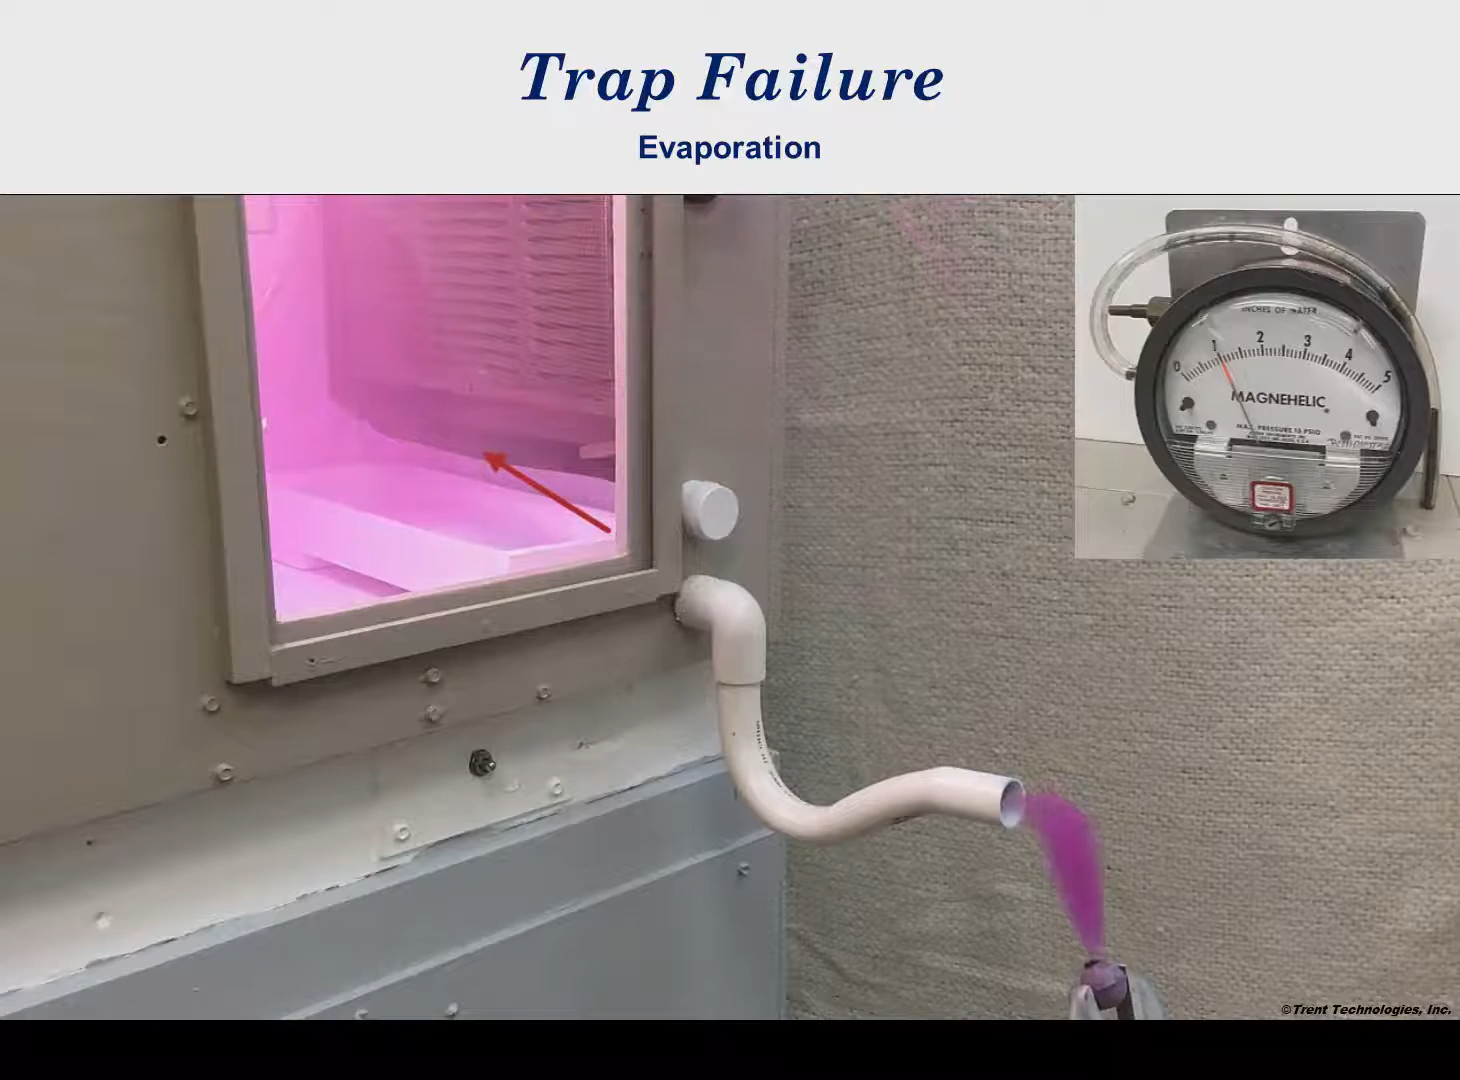 Trap Failure
Evaporation
INCHES OF WATER
0 1 2 3 4 5
MAGNEHELIC
MAX. PRESSURE 15 PSIG
©Trent Technologies, Inc.